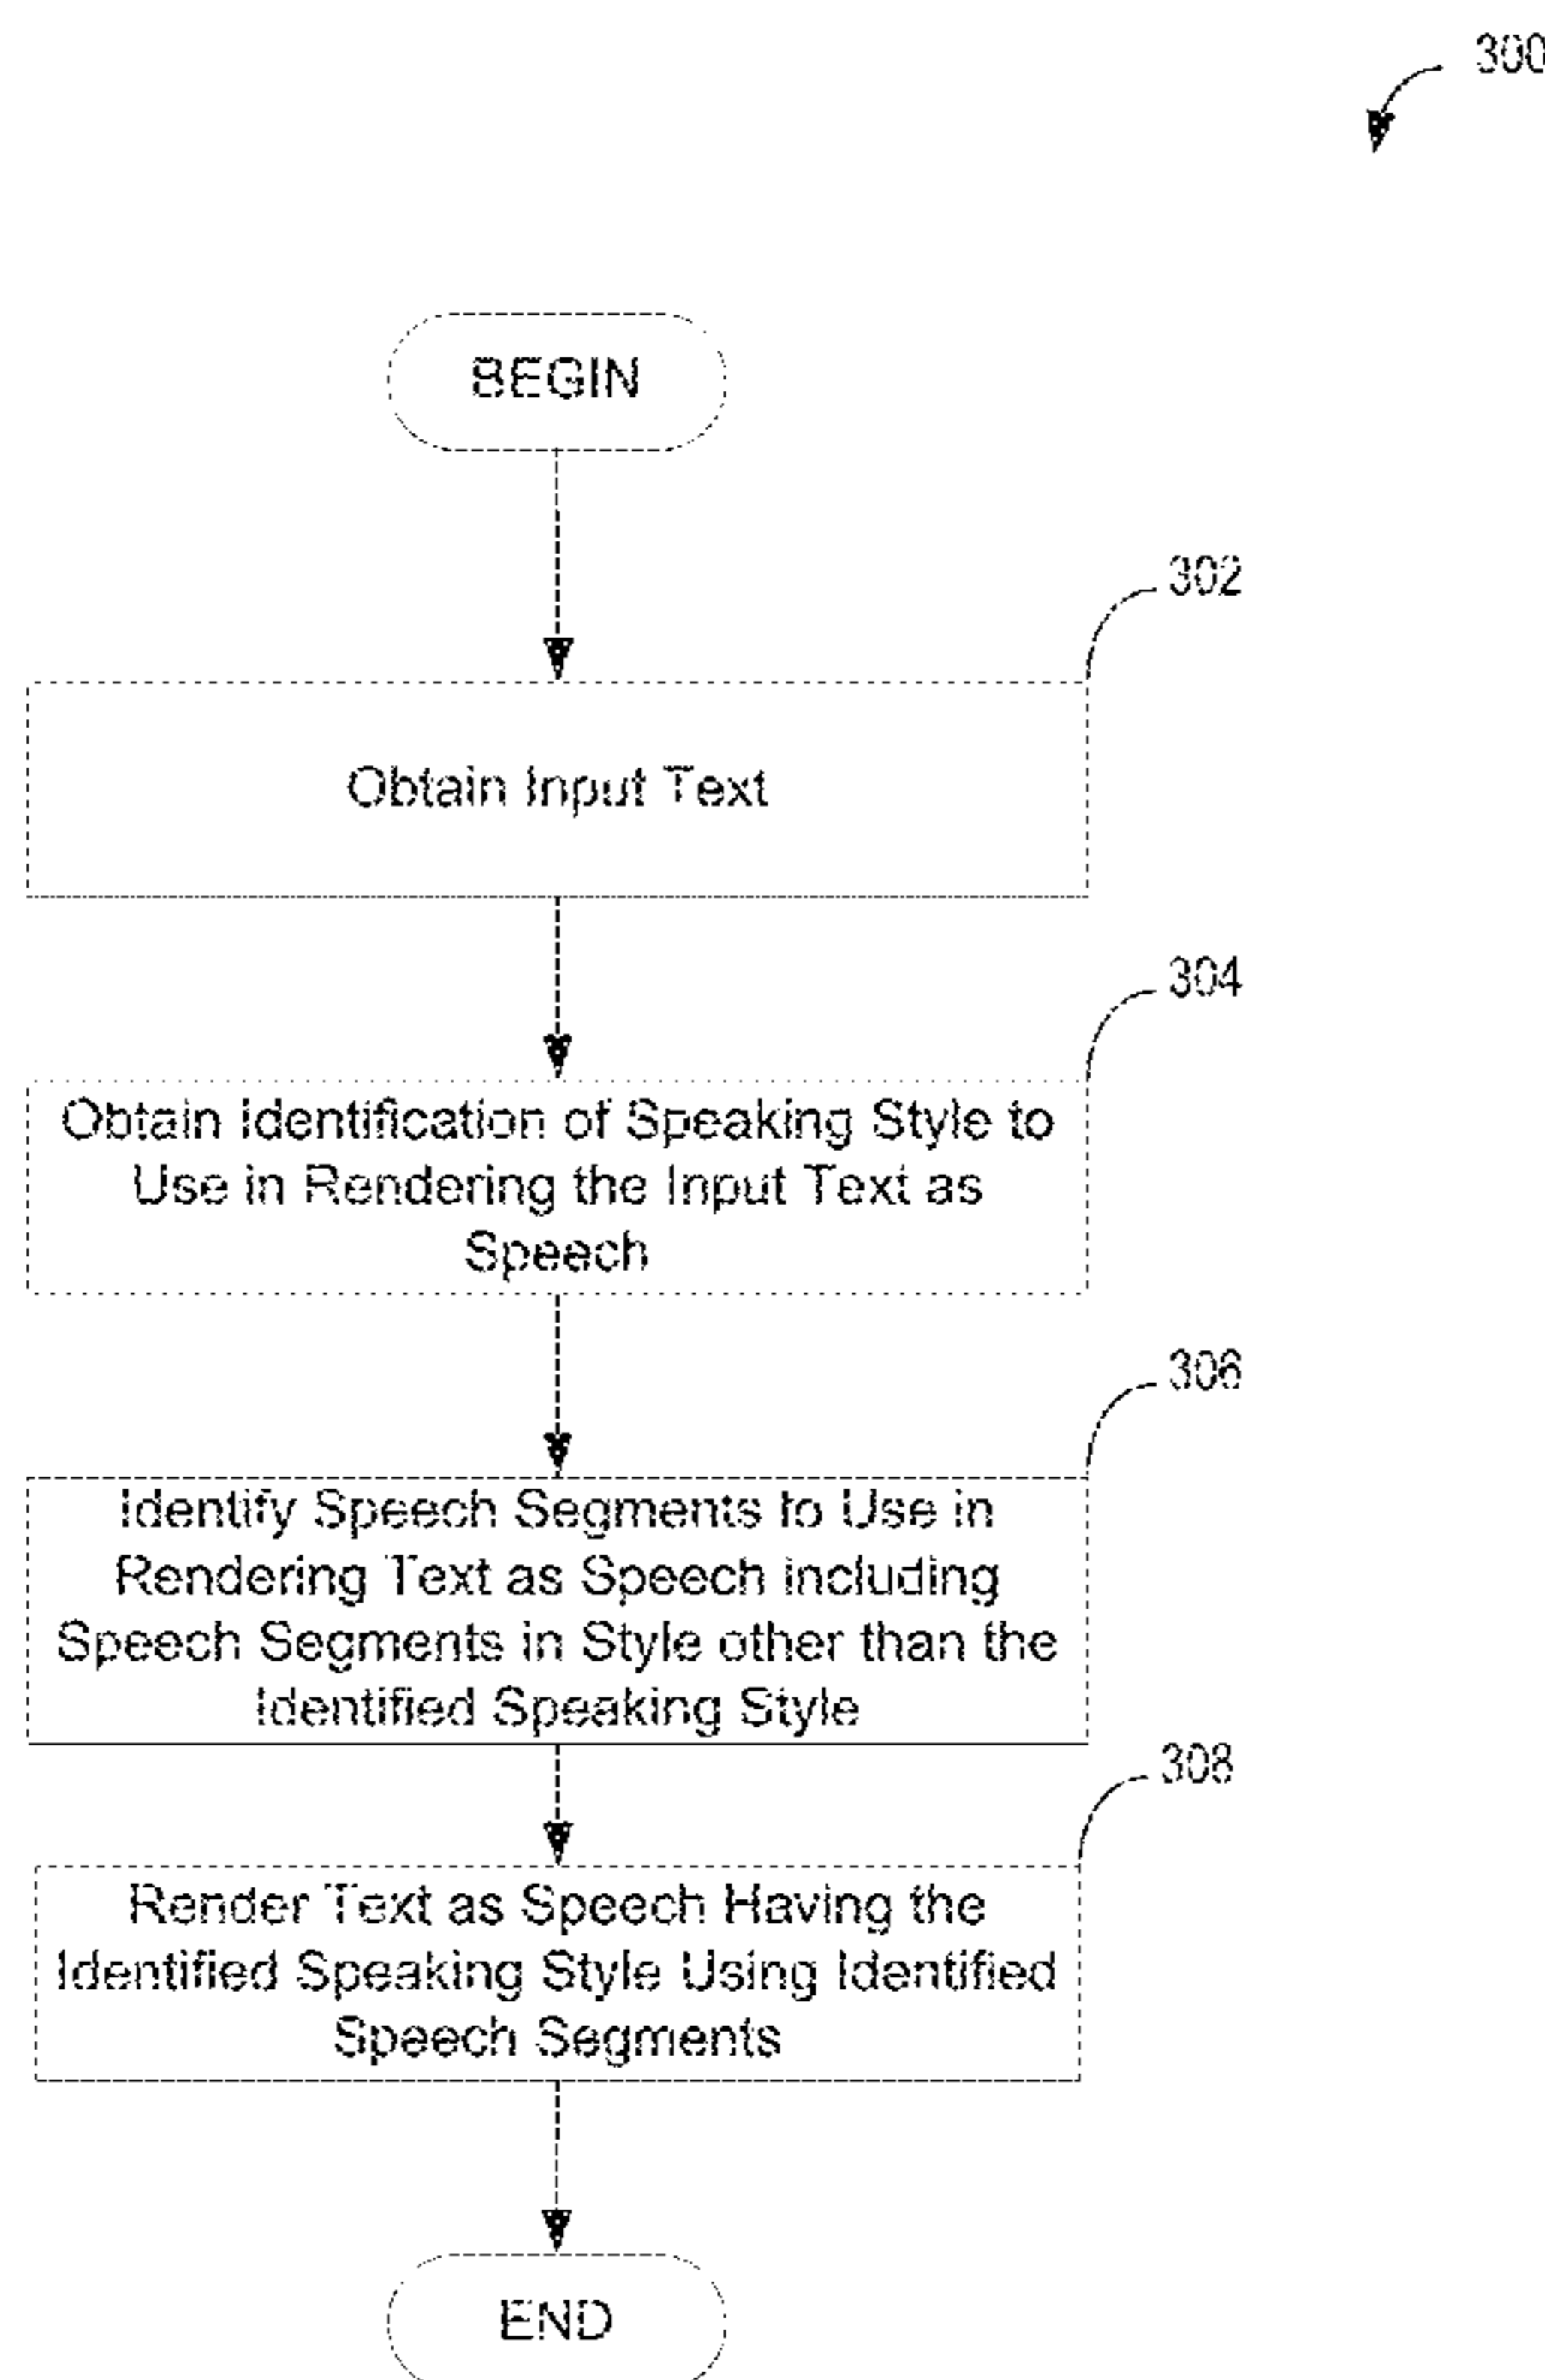 300
BEGIN
302
Obtain Input Text
304
Obtain Identification of Speaking Style to
Use in Rendering the Input Text as
Speech
306
Identify Speech Segments to Use in
Rendering Text as Speech including
Speech Segments in Style other than the
Identified Speaking Style
308
Render Text as Speech Having the
Identified Speaking Style Using Identified
Speech Segments
END